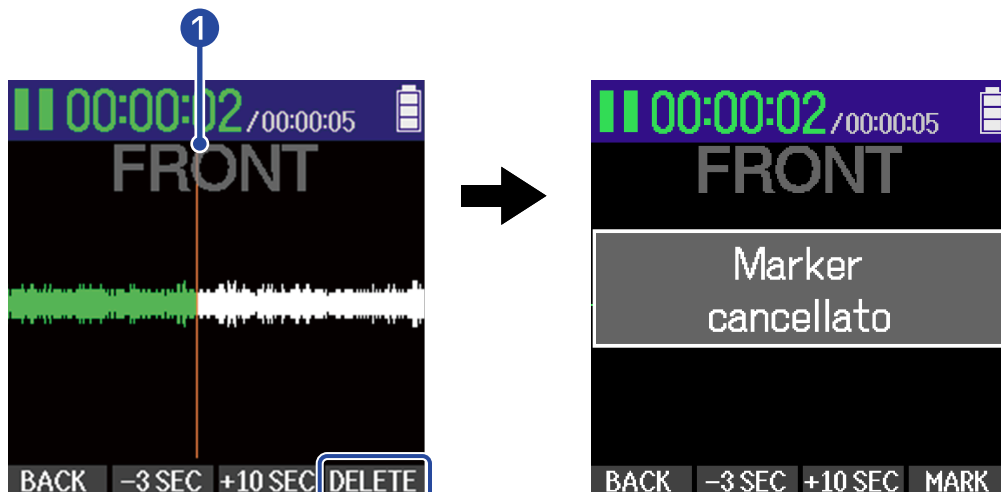 1
00:00:02/00:00:05
FRONT
BACK -3 SEC +10 SEC DELETE
00:00:02/00:00:05
FRONT
Marker
cancellato
BACK -3 SEC +10 SEC MARK